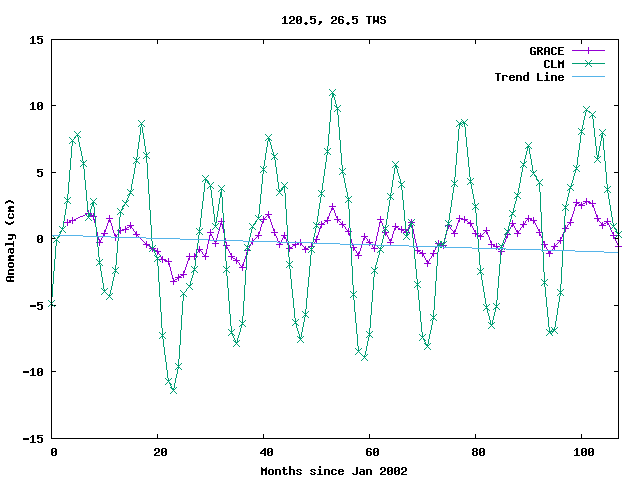 120.5, 26.5 TWS
GRACE
CLM
Trend Line
15
10
5
0
-5
-10
-15
Anomaly (cm)
0 20 40 60 80 100
Months since Jan 2002